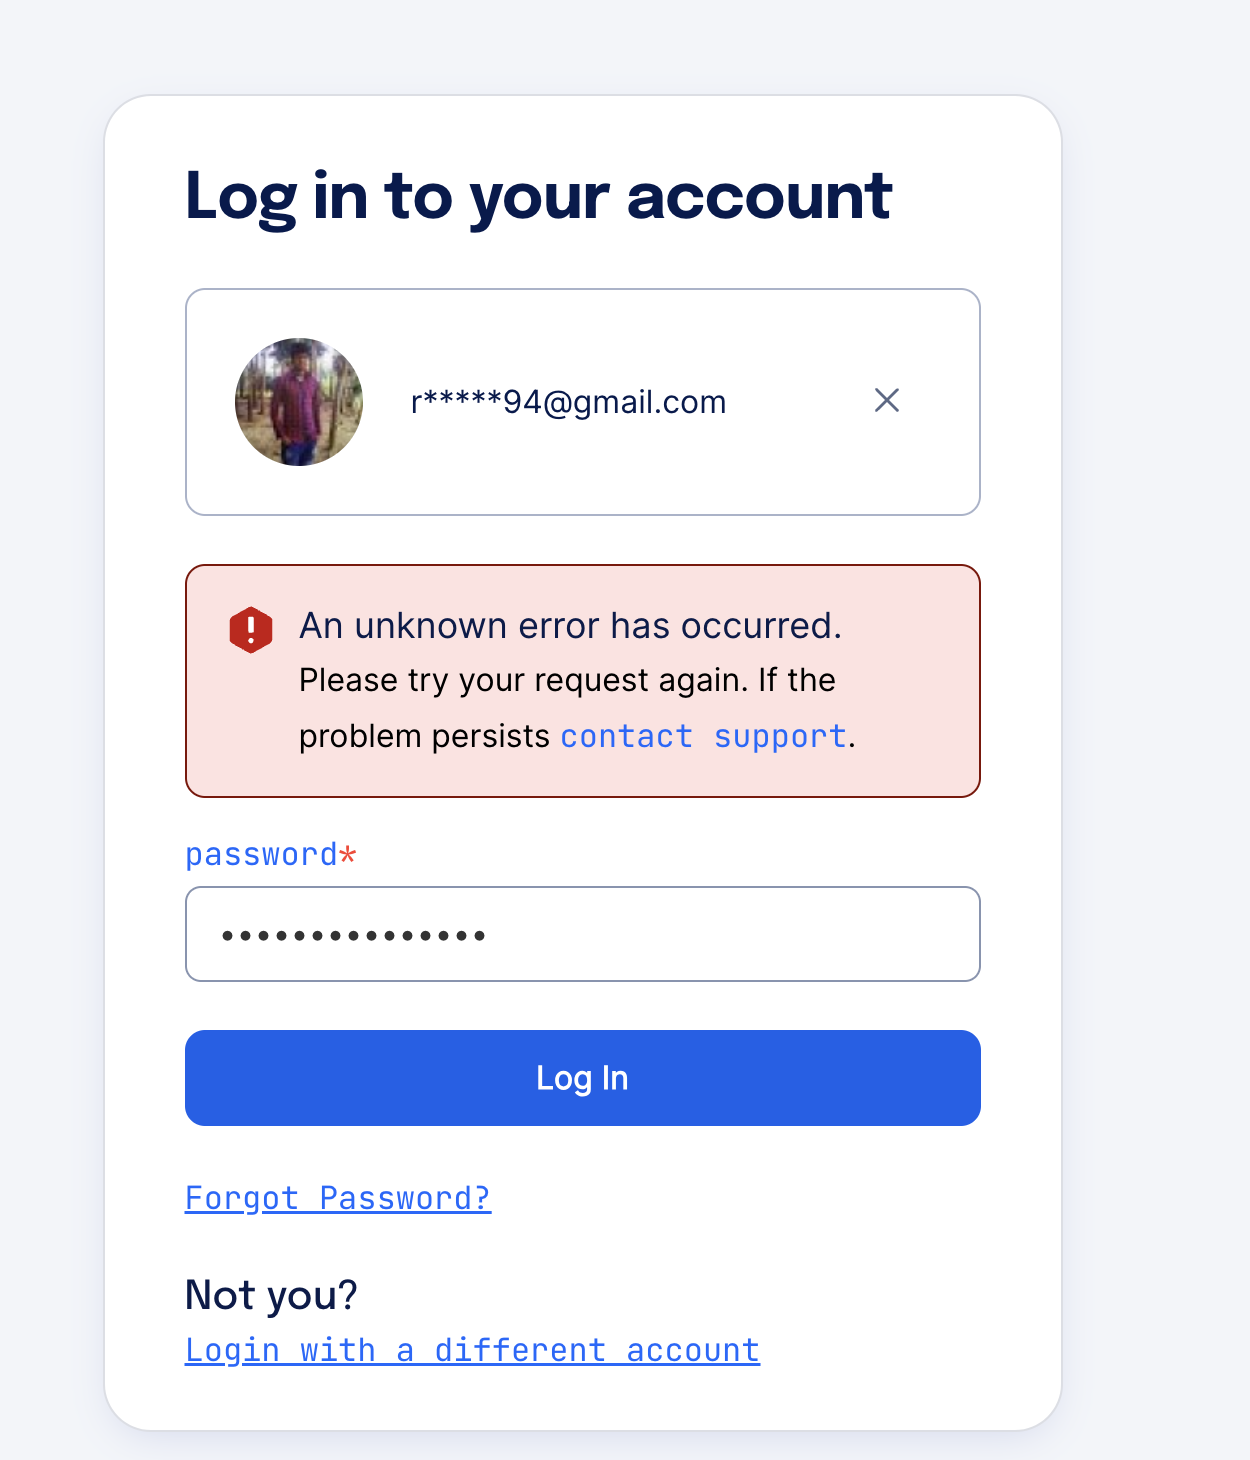 Log in to your account
r*****94@gmail.com
An unknown error has occurred.
Please try your request again. If the
problem persists contact support.
password*
•••••••••••••••
Log In
Forgot Password?
Not you?
Login with a different account